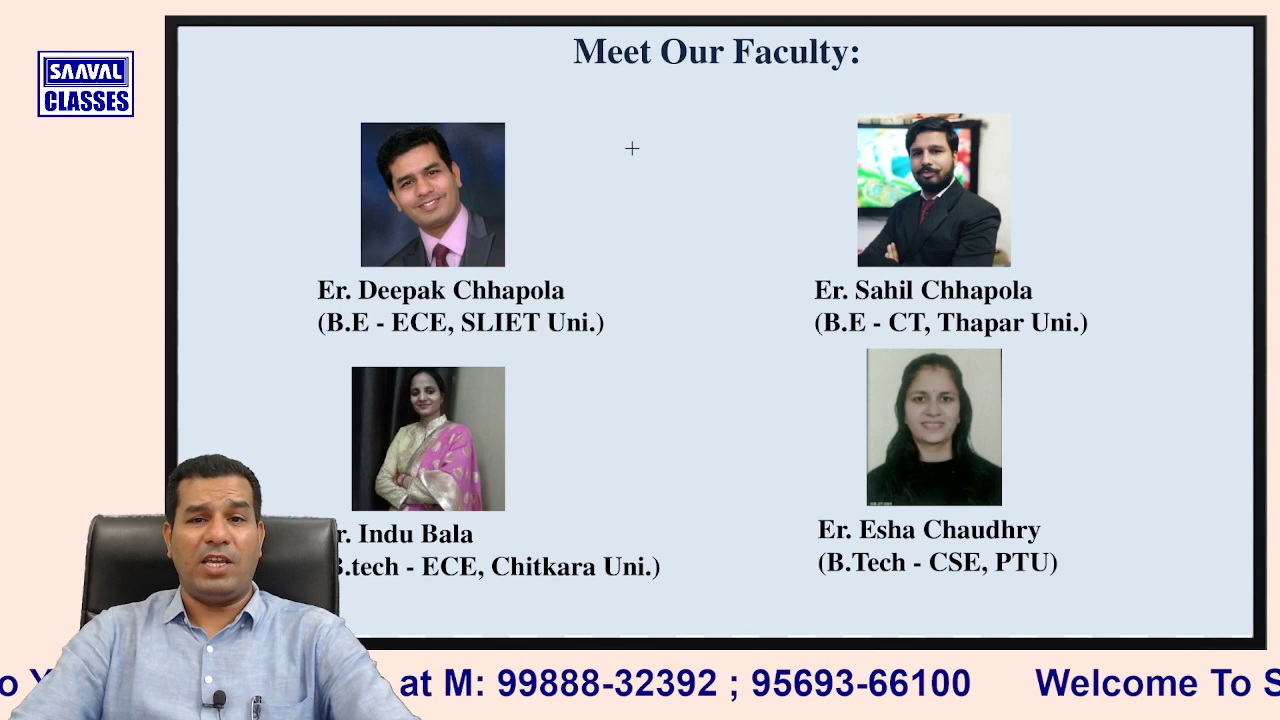 SAAVAL
CLASSES
Meet Our Faculty:
Er. Deepak Chhapola
(B.E - ECE, SLIET Uni.)
Er. Sahil Chhapola
(B.E - CT, Thapar Uni.)
Indu Bala
B.tech - ECE, Chitkara Uni.)
Er. Esha Chaudhry
(B.Tech - CSE, PTU)
at M: 99888-32392 ; 95693-66100 Welcome To